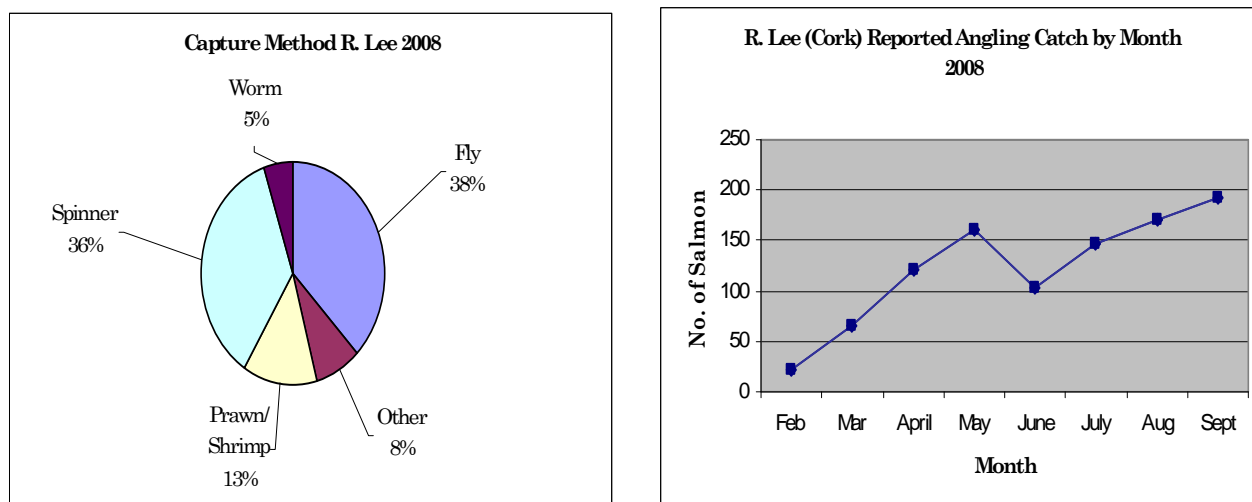 Capture Method R. Lee 2008
Worm
5%
Fly
38%
Spinner
36%
Prawn/
Shrimp
13%
Other
8%
R. Lee (Cork) Reported Angling Catch by Month
2008
No. of Salmon
250
200
150
100
50
0
Feb Mar April May June July Aug Sept
Month